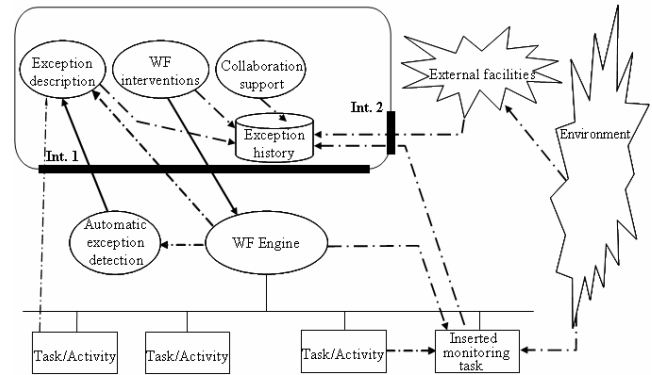 Exception
description
WF
interventions
Collaboration
support
External facilities
Int. 2
Exception
history
Environment
Int. 1
Automatic
exception
detection
WF Engine
Task/Activity
Task/Activity
Task/Activity
Inserted
monitoring
task